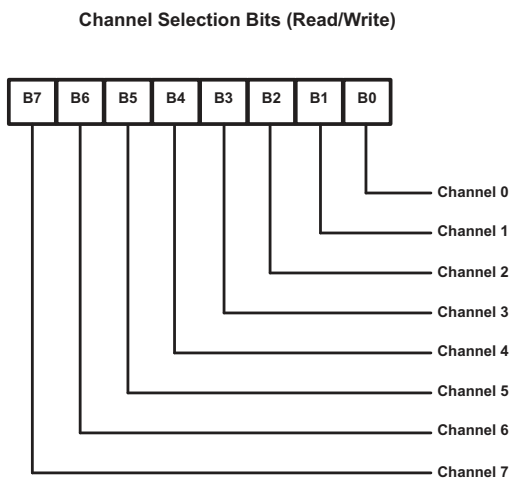 Channel Selection Bits (Read/Write)
B7 B6 B5 B4 B3 B2 B1 B0
Channel 0
Channel 1
Channel 2
Channel 3
Channel 4
Channel 5
Channel 6
Channel 7